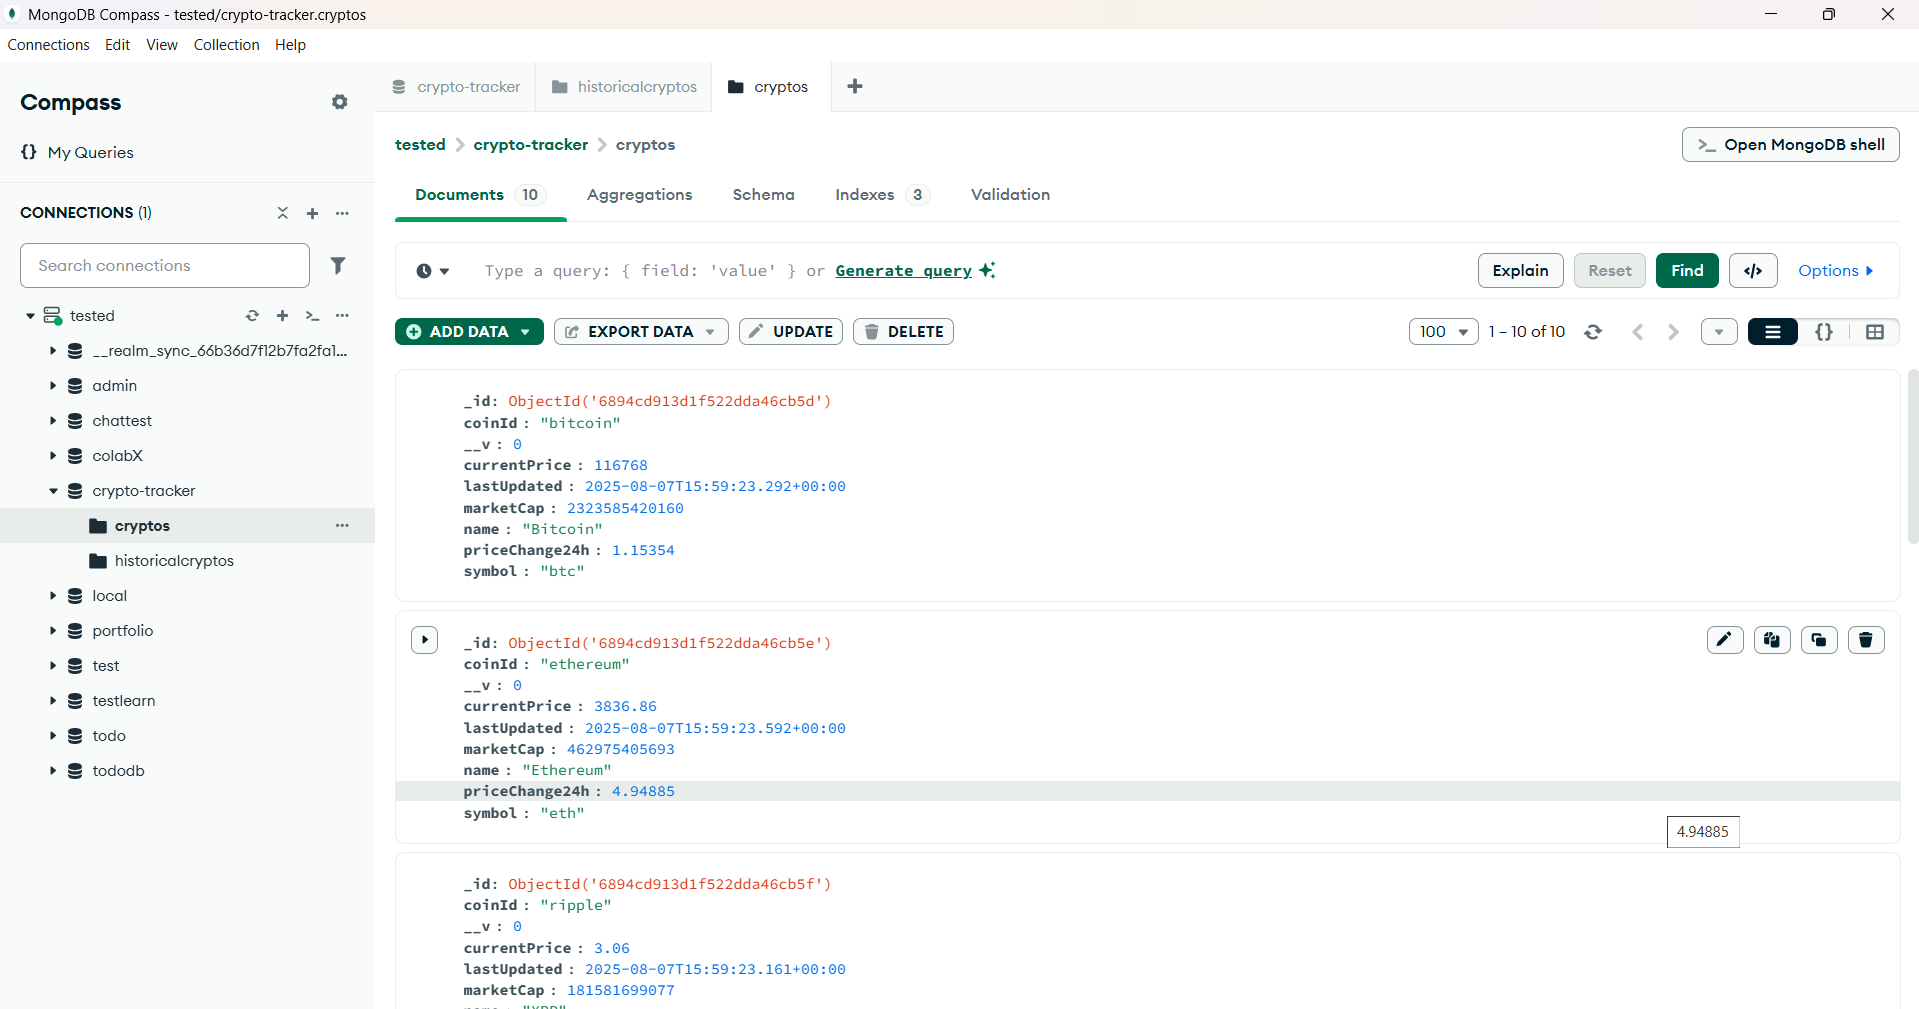 MongoDB Compass - tested/crypto-tracker.cryptos
Connections Edit View Collection Help
Compass
{} My Queries
CONNECTIONS (1)
Search connections
tested
__realm_sync_66b36d7f12b7fa2fa1...
admin
chattest
colabX
crypto-tracker
cryptos
historicalcryptos
local
portfolio
test
testlearn
todo
tododb
crypto-tracker historicalcryptos cryptos
tested > crypto-tracker > cryptos
>_ Open MongoDB shell
Documents 10 Aggregations Schema Indexes 3 Validation
Type a query: { field: 'value' } or Generate query
Explain Reset Find </> Options
ADD DATA EXPORT DATA UPDATE DELETE
100 1 – 10 of 10 {}
_id: ObjectId('6894cd913d1f522dda46cb5d')
coinId : "bitcoin"
__v : 0
currentPrice : 116768
lastUpdated : 2025-08-07T15:59:23.292+00:00
marketCap : 2323585420160
name : "Bitcoin"
priceChange24h : 1.15354
symbol : "btc"
_id: ObjectId('6894cd913d1f522dda46cb5e')
coinId : "ethereum"
__v : 0
currentPrice : 3836.86
lastUpdated : 2025-08-07T15:59:23.592+00:00
marketCap : 462975405693
name : "Ethereum"
priceChange24h : 4.94885
symbol : "eth"
4.94885
_id: ObjectId('6894cd913d1f522dda46cb5f')
coinId : "ripple"
__v : 0
currentPrice : 3.06
lastUpdated : 2025-08-07T15:59:23.161+00:00
marketCap : 181581699077